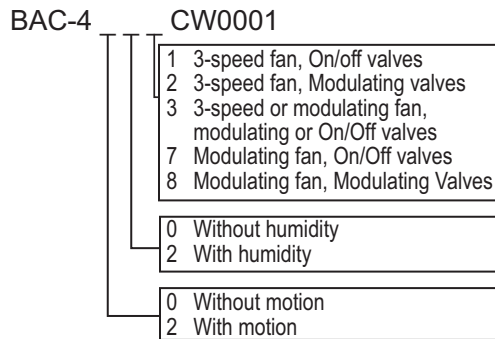 BAC-4 _ _ _ CW0001
1 3-speed fan, On/off valves
2 3-speed fan, Modulating valves
3 3-speed or modulating fan,
modulating or On/Off valves
7 Modulating fan, On/Off valves
8 Modulating fan, Modulating Valves
0 Without humidity
2 With humidity
0 Without motion
2 With motion